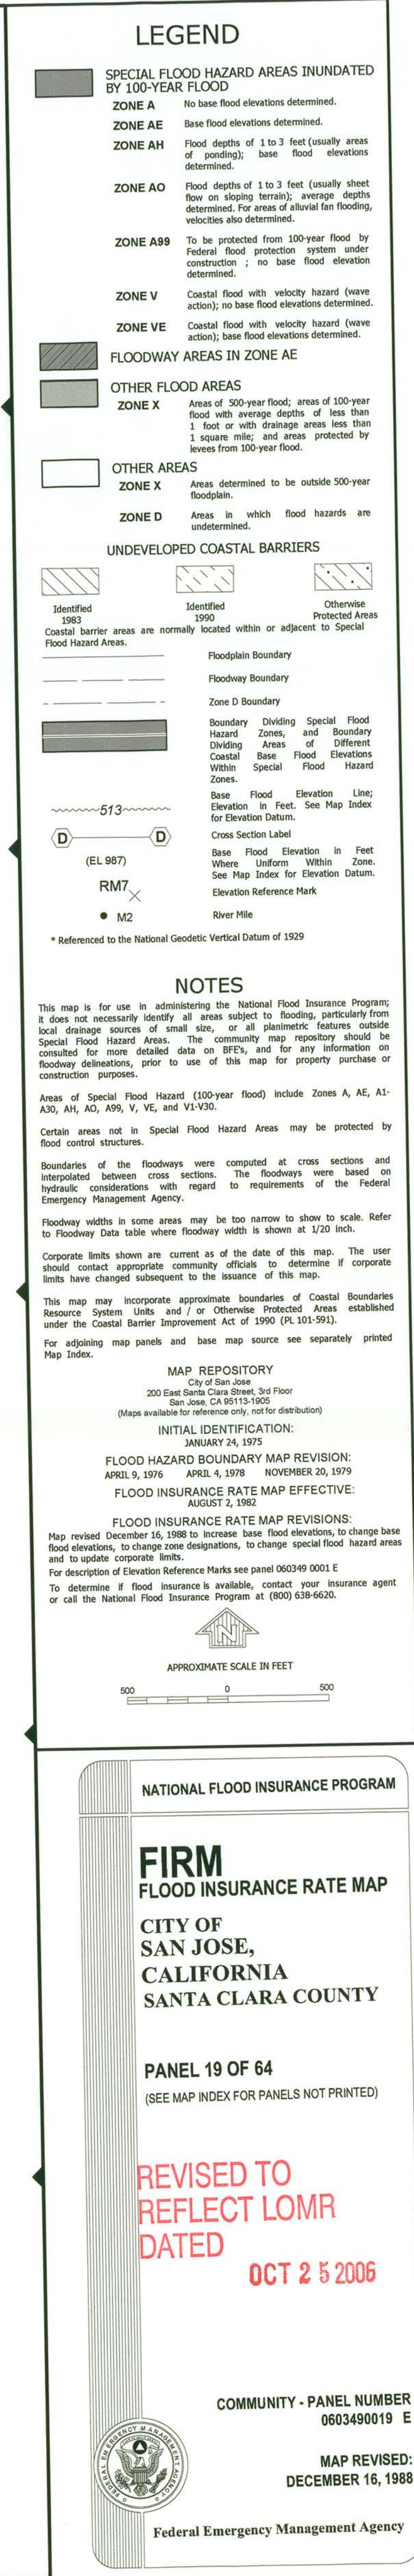 LEGEND
SPECIAL FLOOD HAZARD AREAS INUNDATED
BY 100-YEAR FLOOD
ZONE A No base flood elevations determined.
ZONE AE Base flood elevations determined.
ZONE AH Flood depths of 1 to 3 feet (usually areas
of ponding); base flood elevations
determined.
ZONE AO Flood depths of 1 to 3 feet (usually sheet
flow on sloping terrain); average depths
determined. For areas of alluvial fan flooding,
velocities also determined.
ZONE A99 To be protected from 100-year flood by
Federal flood protection system under
construction ; no base flood elevation
determined.
ZONE V Coastal flood with velocity hazard (wave
action); no base flood elevations determined.
ZONE VE Coastal flood with velocity hazard (wave
action); base flood elevations determined.
FLOODWAY AREAS IN ZONE AE
OTHER FLOOD AREAS
ZONE X Areas of 500-year flood; areas of 100-year
flood with average depths of less than
1 foot or with drainage areas less than
1 square mile; and areas protected by
levees from 100-year flood.
OTHER AREAS
ZONE X Areas determined to be outside 500-year
floodplain.
ZONE D Areas in which flood hazards are
undetermined.
UNDEVELOPED COASTAL BARRIERS
Identified Identified Otherwise
1983 1990 Protected Areas
Coastal barrier areas are normally located within or adjacent to Special
Flood Hazard Areas.
Floodplain Boundary
Floodway Boundary
Zone D Boundary
Boundary Dividing Special Flood
Hazard Zones, and Boundary
Dividing Areas of Different
Coastal Base Flood Elevations
Within Special Flood Hazard
Zones.
Base Flood Elevation Line;
513 Elevation in Feet. See Map Index
for Elevation Datum.
D D Cross Section Label
(EL 987) Base Flood Elevation in Feet
Where Uniform Within Zone.
See Map Index for Elevation Datum.
RM7 Elevation Reference Mark
M2 River Mile
* Referenced to the National Geodetic Vertical Datum of 1929
NOTES
This map is for use in administering the National Flood Insurance Program;
it does not necessarily identify all areas subject to flooding, particularly from
local drainage sources of small size, or all planimetric features outside
Special Flood Hazard Areas. The community map repository should be
consulted for more detailed data on BFE's, and for any information on
floodway delineations, prior to use of this map for property purchase or
construction purposes.
Areas of Special Flood Hazard (100-year flood) include Zones A, AE, A1-
A30, AH, AO, A99, V, VE, and V1-V30.
Certain areas not in Special Flood Hazard Areas may be protected by
flood control structures.
Boundaries of the floodways were computed at cross sections and
interpolated between cross sections. The floodways were based on
hydraulic considerations with regard to requirements of the Federal
Emergency Management Agency.
Floodway widths in some areas may be too narrow to show to scale. Refer
to Floodway Data table where floodway width is shown at 1/20 inch.
Corporate limits shown are current as of the date of this map. The user
should contact appropriate community officials to determine if corporate
limits have changed subsequent to the issuance of this map.
This map may incorporate approximate boundaries of Coastal Boundaries
Resource System Units and / or Otherwise Protected Areas established
under the Coastal Barrier Improvement Act of 1990 (PL 101-591).
For adjoining map panels and base map source see separately printed
Map Index.
MAP REPOSITORY
City of San Jose
200 East Santa Clara Street, 3rd Floor
San Jose, CA 95113-1905
(Maps available for reference only, not for distribution)
INITIAL IDENTIFICATION:
JANUARY 24, 1975
FLOOD HAZARD BOUNDARY MAP REVISION:
APRIL 9, 1976 APRIL 4, 1978 NOVEMBER 20, 1979
FLOOD INSURANCE RATE MAP EFFECTIVE:
AUGUST 2, 1982
FLOOD INSURANCE RATE MAP REVISIONS:
Map revised December 16, 1988 to increase base flood elevations, to change base
flood elevations, to change zone designations, to change special flood hazard areas
and to update corporate limits.
For description of Elevation Reference Marks see panel 060349 0001 E
To determine if flood insurance is available, contact your insurance agent
or call the National Flood Insurance Program at (800) 638-6620.
N
APPROXIMATE SCALE IN FEET
500 0 500
NATIONAL FLOOD INSURANCE PROGRAM
FIRM
FLOOD INSURANCE RATE MAP
CITY OF
SAN JOSE,
CALIFORNIA
SANTA CLARA COUNTY
PANEL 19 OF 64
(SEE MAP INDEX FOR PANELS NOT PRINTED)
REVISED TO
REFLECT LOMR
DATED
OCT 25 2006
COMMUNITY - PANEL NUMBER
0603490019 E
MAP REVISED:
DECEMBER 16, 1988
FEDERAL EMERGENCY MANAGEMENT AGENCY
Federal Emergency Management Agency